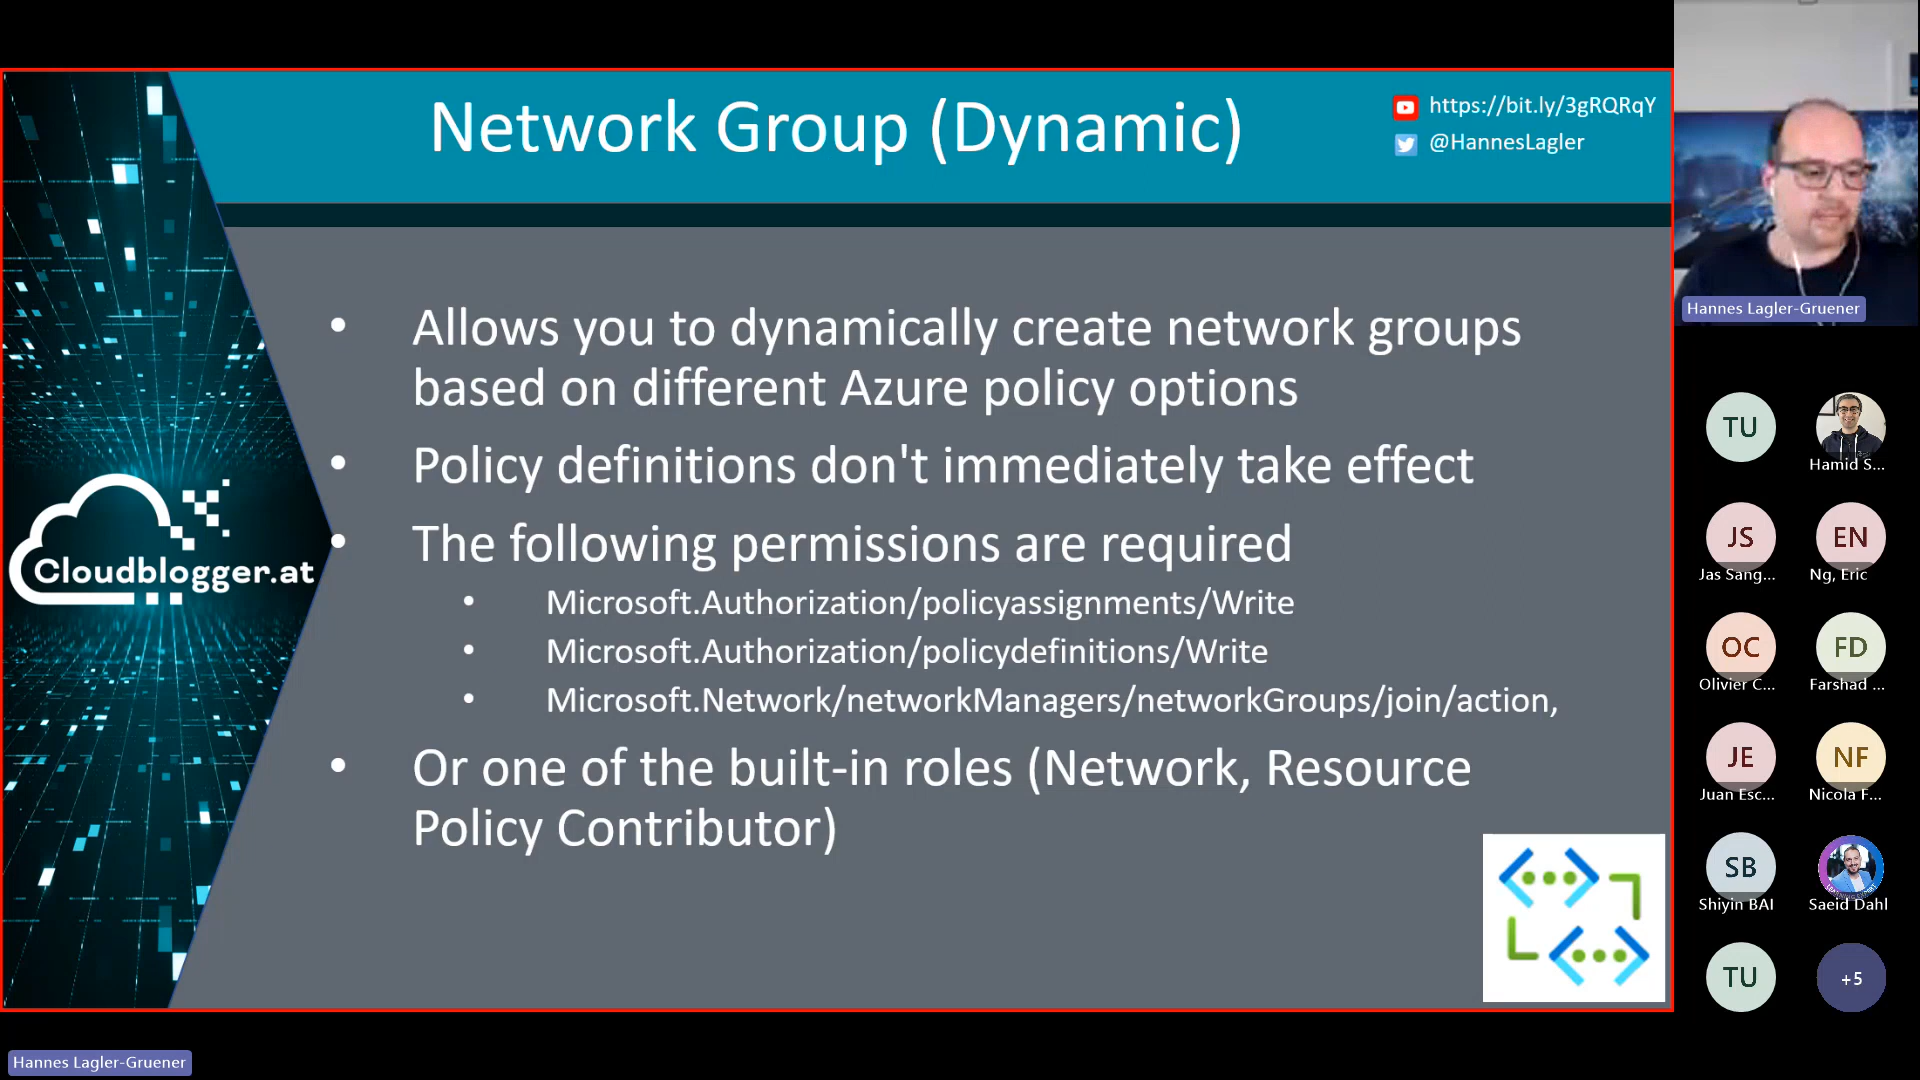 Network Group (Dynamic)
https://bit.ly/3gRQRqY
@HannesLagler
• Allows you to dynamically create network groups
based on different Azure policy options
• Policy definitions don't immediately take effect
• The following permissions are required
• Microsoft.Authorization/policyassignments/Write
• Microsoft.Authorization/policydefinitions/Write
• Microsoft.Network/networkManagers/networkGroups/join/action,
• Or one of the built-in roles (Network, Resource
Policy Contributor)
Cloudblogger.at
Hannes Lagler-Gruener
TU
Hamid S...
JS
Jas Sang...
EN
Ng, Eric
OC
Olivier C...
FD
Farshad ...
JE
Juan Esc...
NF
Nicola F...
SB
Shiyin BAI
Saeid Dahl
TU
+5
Hannes Lagler-Gruener